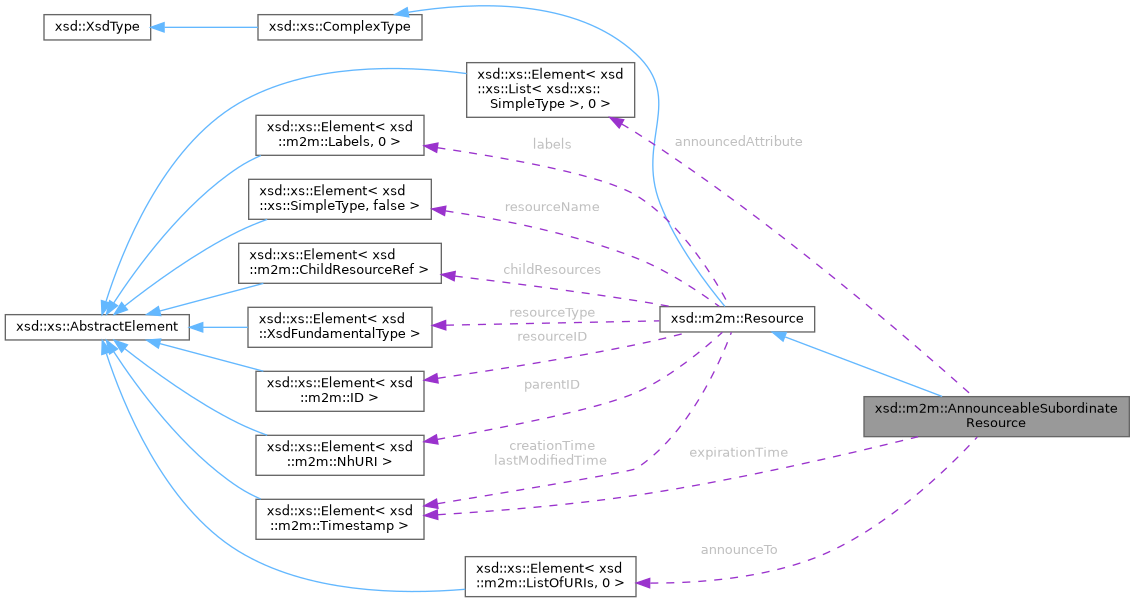 xsd::XsdType
xsd::xs::ComplexType
xsd::xs::Element< xsd
::xs::List< xsd::xs::
SimpleType >, 0 >
xsd::xs::Element< xsd
::m2m::Labels, 0 >
labels
announcedAttribute
xsd::xs::Element< xsd
::xs::SimpleType, false >
resourceName
xsd::xs::Element< xsd
::m2m::ChildResourceRef >
childResources
xsd::xs::AbstractElement
xsd::xs::Element< xsd
::XsdFundamentalType >
resourceType
xsd::m2m::Resource
resourceID
xsd::xs::Element< xsd
::m2m::ID >
parentID
xsd::m2m::AnnounceableSubordinate
Resource
xsd::xs::Element< xsd
::m2m::NhURI >
creationTime
lastModifiedTime
expirationTime
xsd::xs::Element< xsd
::m2m::Timestamp >
announceTo
xsd::xs::Element< xsd
::m2m::ListOfURIs, 0 >